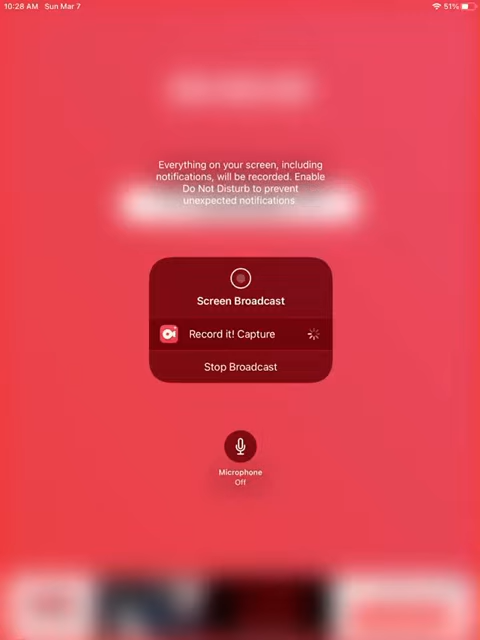 10:28 AM Sun Mar 7
51%
Everything on your screen, including
notifications, will be recorded. Enable
Do Not Disturb to prevent
unexpected notifications
Screen Broadcast
Record it! Capture
Stop Broadcast
Microphone
Off